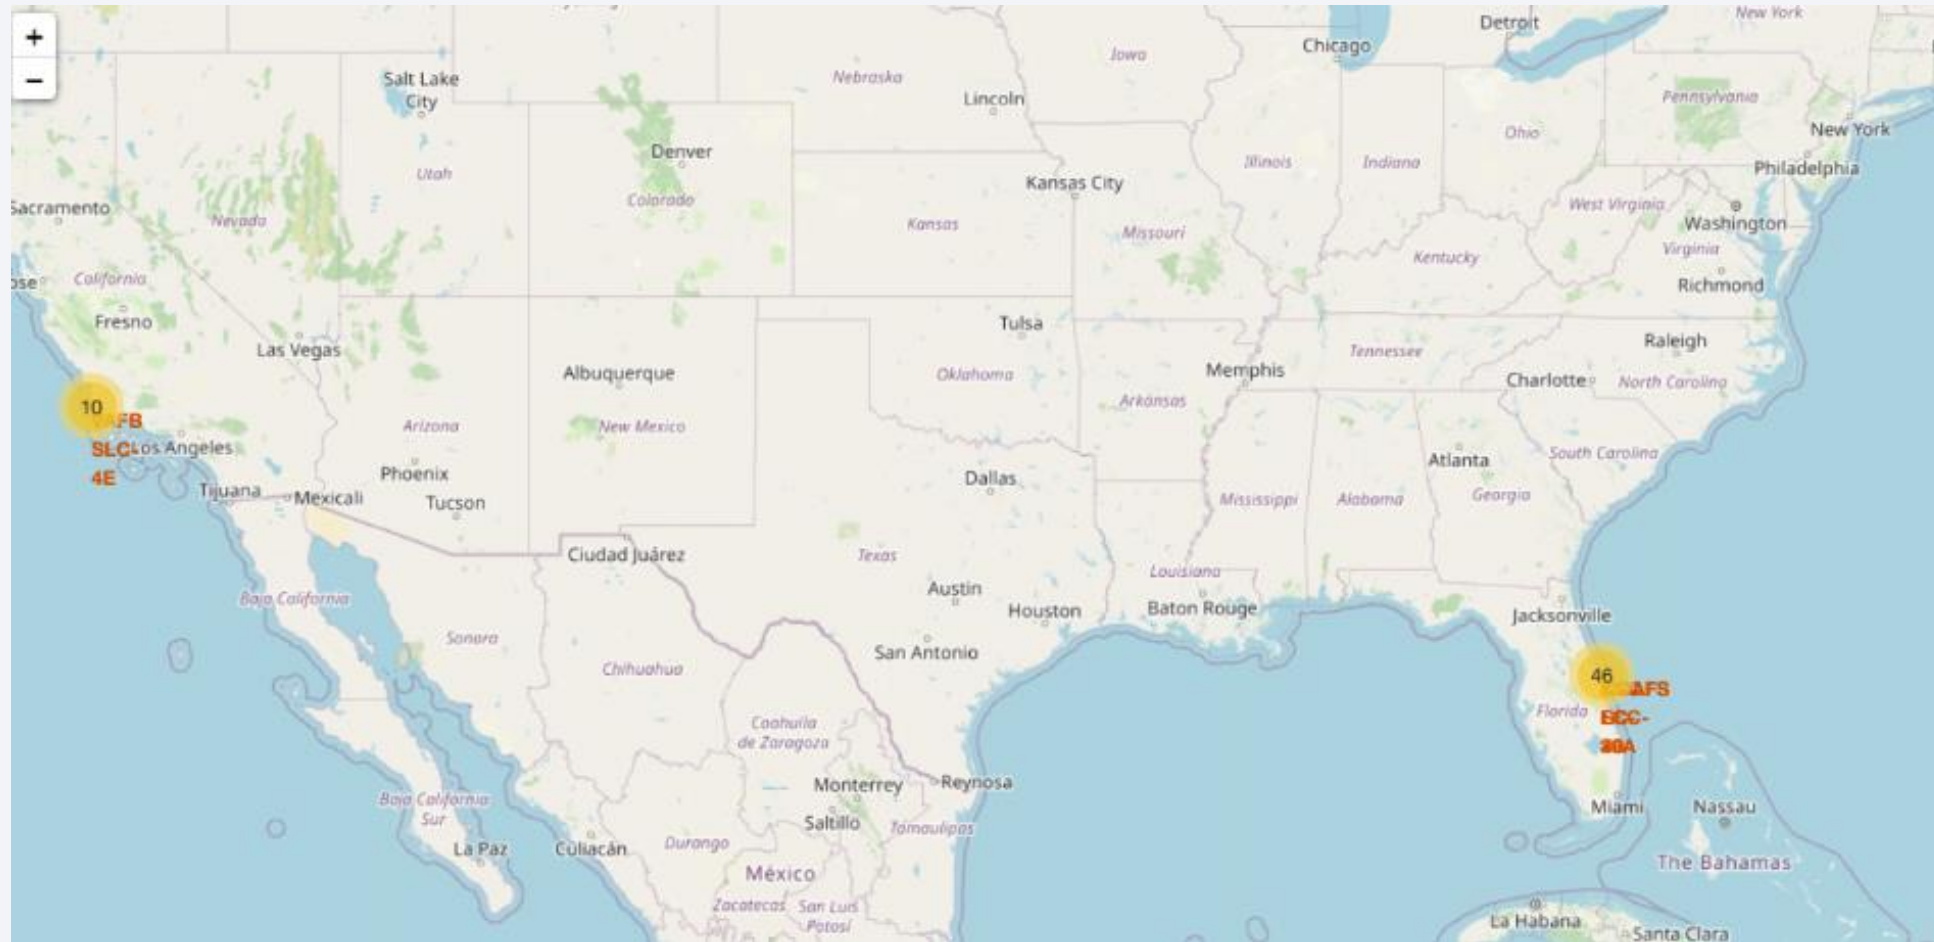 +
−
Detroit
New York
Chicago
Iowa
Salt Lake
City
Nebraska
Lincoln
Pennsylvania
Ohio
New York
Denver
Utah
Illinois
Indiana
Philadelphia
Kansas City
Colorado
Sacramento
Nevada
Kansas
Missouri
West Virginia
Washington
Virginia
Kentucky
California
ose
Richmond
Fresno
Las Vegas
Tulsa
Raleigh
Tennessee
Albuquerque
Oklahoma
Memphis
Charlotte
North Carolina
Arkansas
10
AFB
Arizona
New Mexico
SLC-
Los Angeles
4E
Phoenix
Dallas
Atlanta
South Carolina
Tijuana
Mexicali
Tucson
Mississippi
Alabama
Georgia
Ciudad Juárez
Texas
Louisiana
Austin
Baja California
Houston
Baton Rouge
Jacksonville
Sonora
San Antonio
Chihuahua
46
AFS
Florida
Coahuila
de Zaragoza
Monterrey
Reynosa
Baja California
Sur
Saltillo
Tamaulipas
Miami
Nassau
La Paz
Culiacán
Durango
México
The Bahamas
Zacatecas
San Luis
Potosí
La Habana
Santa Clara